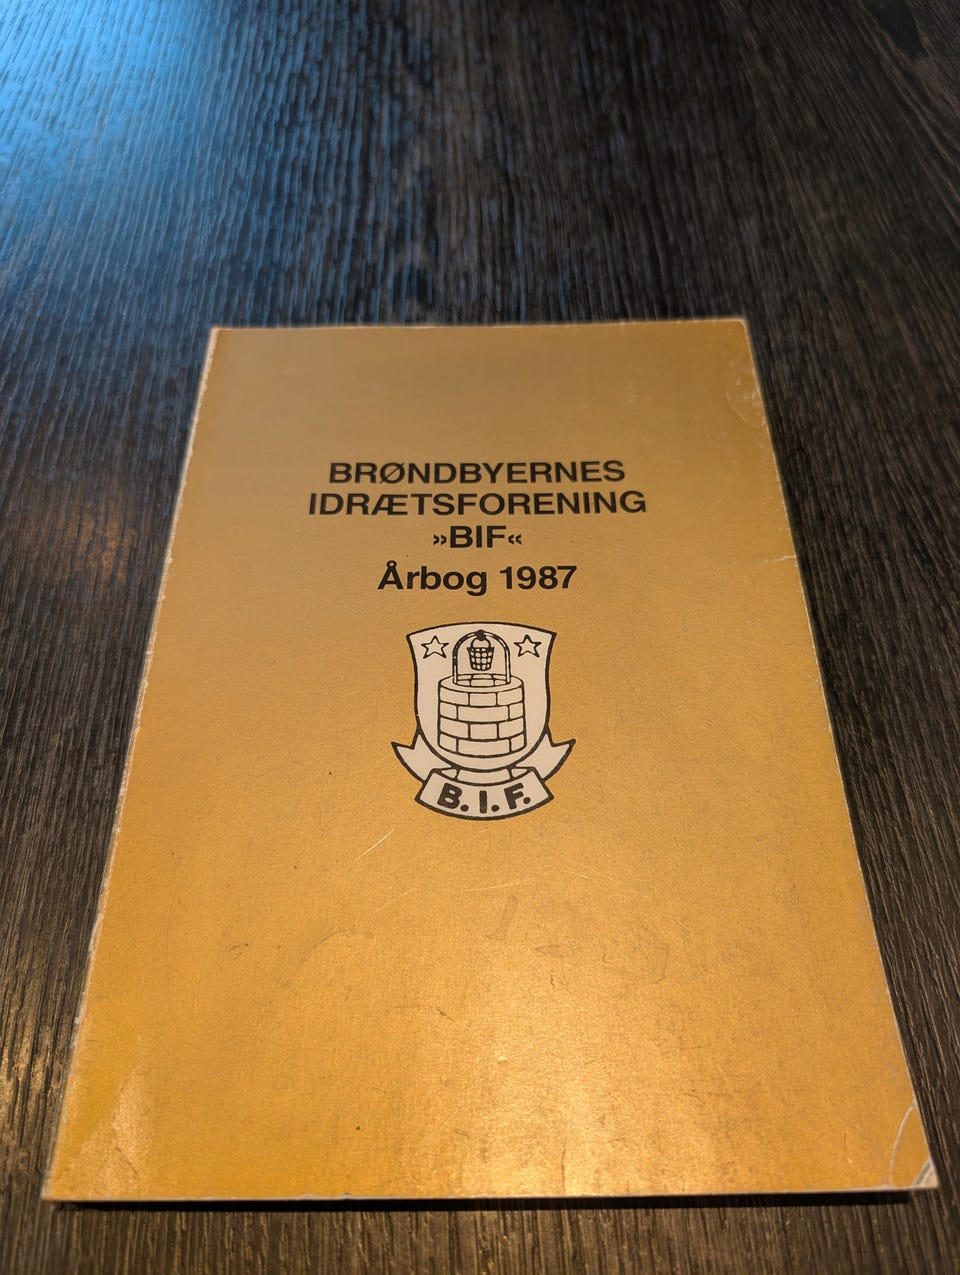 BRØNDBYERNES
IDRÆTSFORENING
»BIF«
Årbog 1987
B.I.F.